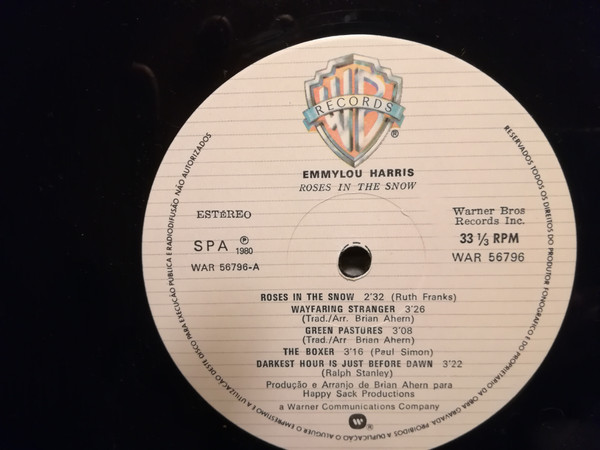 WB
RECORDS
®
EMMYLOU HARRIS
ROSES IN THE SNOW
ESTÉREO
SPA ℗ 1980
WAR 56796-A
Warner Bros
Records Inc.
33 1/3 RPM
WAR 56796
ROSES IN THE SNOW 2'32 (Ruth Franks)
WAYFARING STRANGER 3'26
(Trad./Arr. Brian Ahern)
GREEN PASTURES 3'08
(Trad./Arr Brian Ahern)
THE BOXER 3'16 (Paul Simon)
DARKEST HOUR IS JUST BEFORE DAWN 3'22
(Ralph Stanley)
Produção e Arranjo de Brian Ahern para
Happy Sack Productions
a Warner Communications Company
RESERVADOS TODOS OS DIREITOS DO PRODUTOR FONOGRÁFICO E DO PROPRIETÁRIO DA OBRA GRAVADA. PROIBIDOS A DUPLICAÇÃO O ALUGUER O EMPRÉSTIMO E A UTILIZAÇÃO DESTE DISCO PARA EXECUÇÃO PÚBLICA E RADIODIFUSÃO NÃO AUTORIZADOS